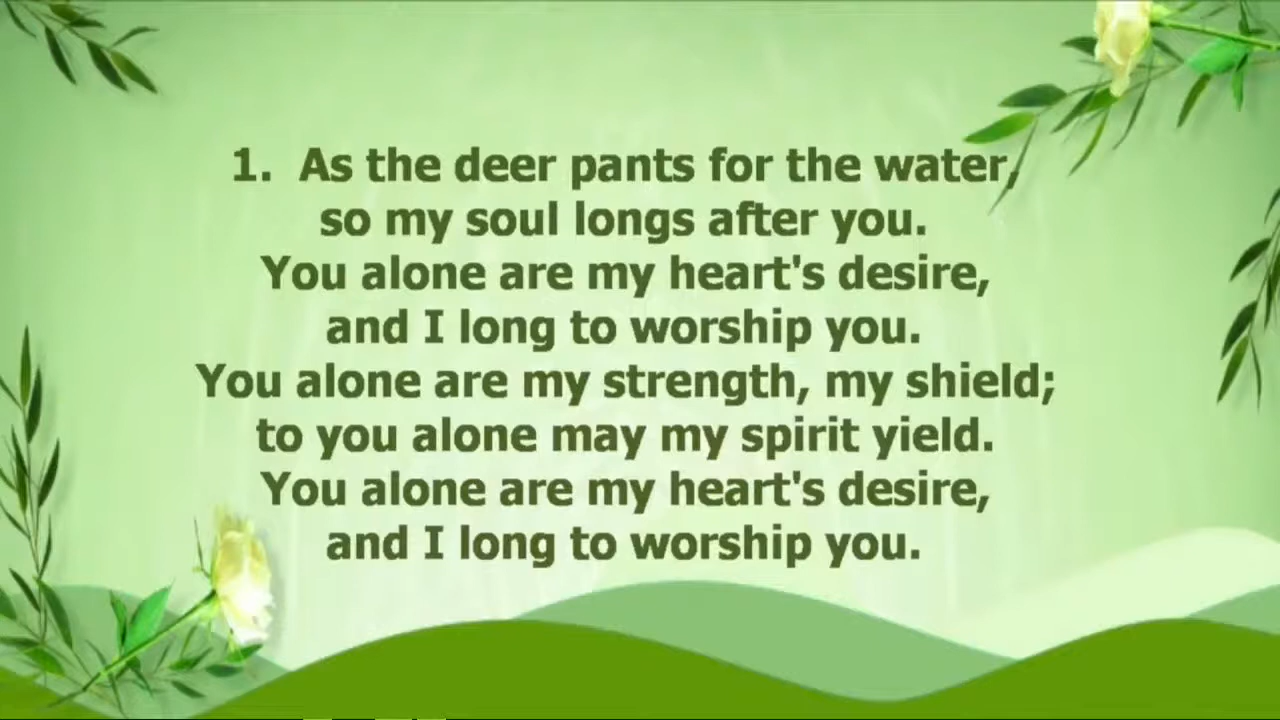 1. As the deer pants for the water,
so my soul longs after you.
You alone are my heart's desire,
and I long to worship you.
You alone are my strength, my shield;
to you alone may my spirit yield.
You alone are my heart's desire,
and I long to worship you.